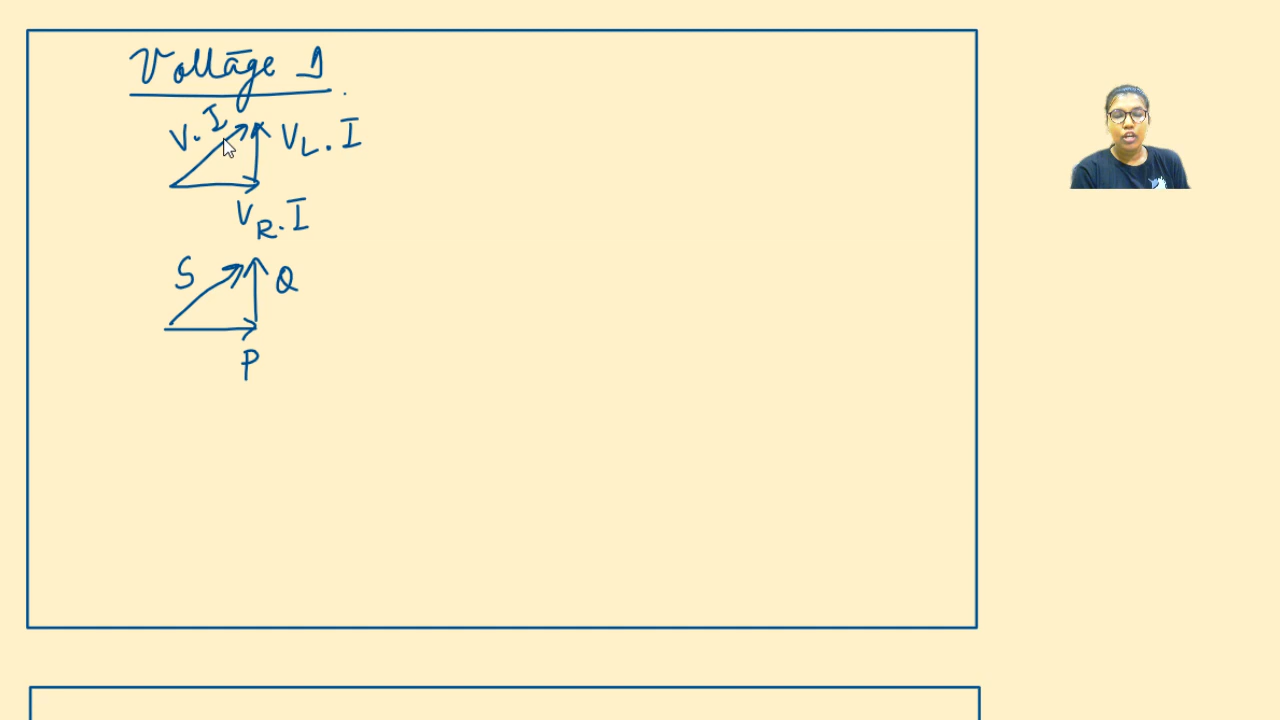 Voltage Δ
V.I
VL.I
VR.I
S
Q
P